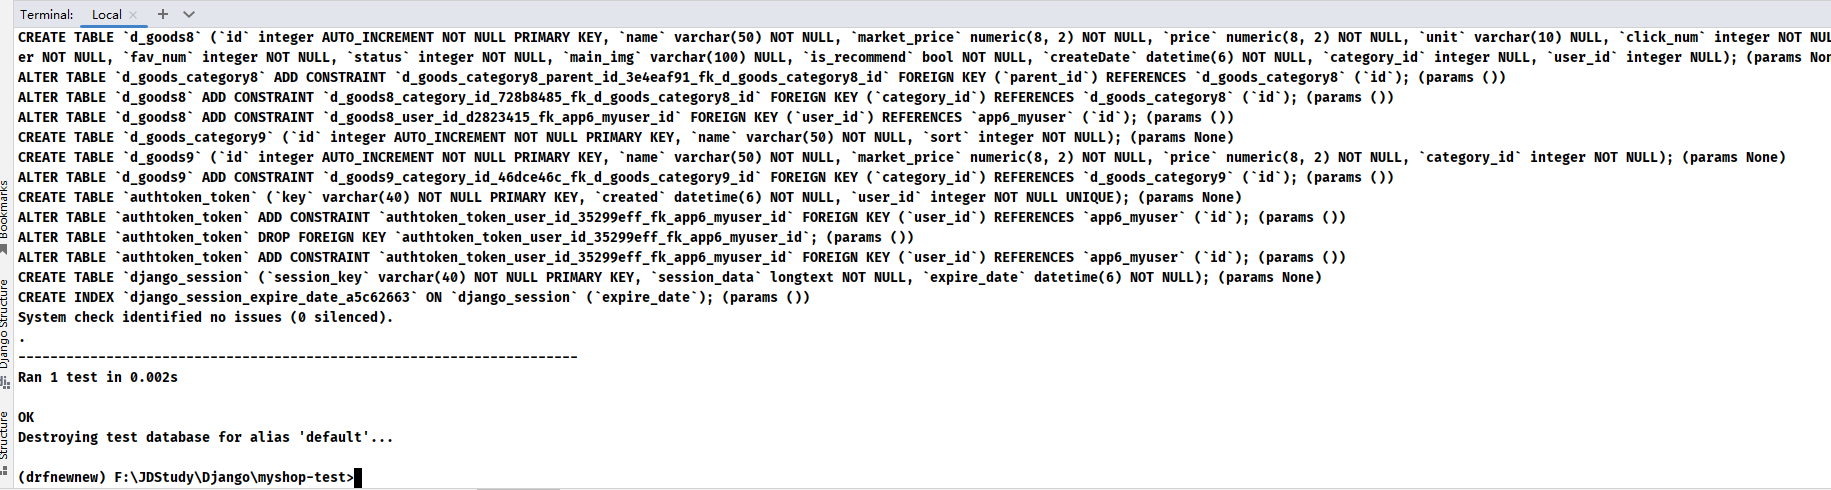 Terminal: Local × +
CREATE TABLE `d_goods8` (`id` integer AUTO_INCREMENT NOT NULL PRIMARY KEY, `name` varchar(50) NOT NULL, `market_price` numeric(8, 2) NOT NULL, `price` numeric(8, 2) NOT NULL, `unit` varchar(10) NULL, `click_num` integer NOT NUL
er NOT NULL, `fav_num` integer NOT NULL, `status` integer NOT NULL, `main_img` varchar(100) NULL, `is_recommend` bool NOT NULL, `createDate` datetime(6) NOT NULL, `category_id` integer NULL, `user_id` integer NULL); (params Non
ALTER TABLE `d_goods_category8` ADD CONSTRAINT `d_goods_category8_parent_id_3e4eaf91_fk_d_goods_category8_id` FOREIGN KEY (`parent_id`) REFERENCES `d_goods_category8` (`id`); (params ())
ALTER TABLE `d_goods8` ADD CONSTRAINT `d_goods8_category_id_728b8485_fk_d_goods_category8_id` FOREIGN KEY (`category_id`) REFERENCES `d_goods_category8` (`id`); (params ())
ALTER TABLE `d_goods8` ADD CONSTRAINT `d_goods8_user_id_d2823415_fk_app6_myuser_id` FOREIGN KEY (`user_id`) REFERENCES `app6_myuser` (`id`); (params ())
CREATE TABLE `d_goods_category9` (`id` integer AUTO_INCREMENT NOT NULL PRIMARY KEY, `name` varchar(50) NOT NULL, `sort` integer NOT NULL); (params None)
CREATE TABLE `d_goods9` (`id` integer AUTO_INCREMENT NOT NULL PRIMARY KEY, `name` varchar(50) NOT NULL, `market_price` numeric(8, 2) NOT NULL, `price` numeric(8, 2) NOT NULL, `category_id` integer NOT NULL); (params None)
ALTER TABLE `d_goods9` ADD CONSTRAINT `d_goods9_category_id_46dce46c_fk_d_goods_category9_id` FOREIGN KEY (`category_id`) REFERENCES `d_goods_category9` (`id`); (params ())
CREATE TABLE `authtoken_token` (`key` varchar(40) NOT NULL PRIMARY KEY, `created` datetime(6) NOT NULL, `user_id` integer NOT NULL UNIQUE); (params None)
ALTER TABLE `authtoken_token` ADD CONSTRAINT `authtoken_token_user_id_35299eff_fk_app6_myuser_id` FOREIGN KEY (`user_id`) REFERENCES `app6_myuser` (`id`); (params ())
ALTER TABLE `authtoken_token` DROP FOREIGN KEY `authtoken_token_user_id_35299eff_fk_app6_myuser_id`; (params ())
ALTER TABLE `authtoken_token` ADD CONSTRAINT `authtoken_token_user_id_35299eff_fk_app6_myuser_id` FOREIGN KEY (`user_id`) REFERENCES `app6_myuser` (`id`); (params ())
CREATE TABLE `django_session` (`session_key` varchar(40) NOT NULL PRIMARY KEY, `session_data` longtext NOT NULL, `expire_date` datetime(6) NOT NULL); (params None)
CREATE INDEX `django_session_expire_date_a5c62663` ON `django_session` (`expire_date`); (params ())
System check identified no issues (0 silenced).
.
----------------------------------------------------------------------
Ran 1 test in 0.002s
OK
Destroying test database for alias 'default'...
(drfnewnew) F:\JDStudy\Django\myshop-test>
Bookmarks
Django Structure
Structure